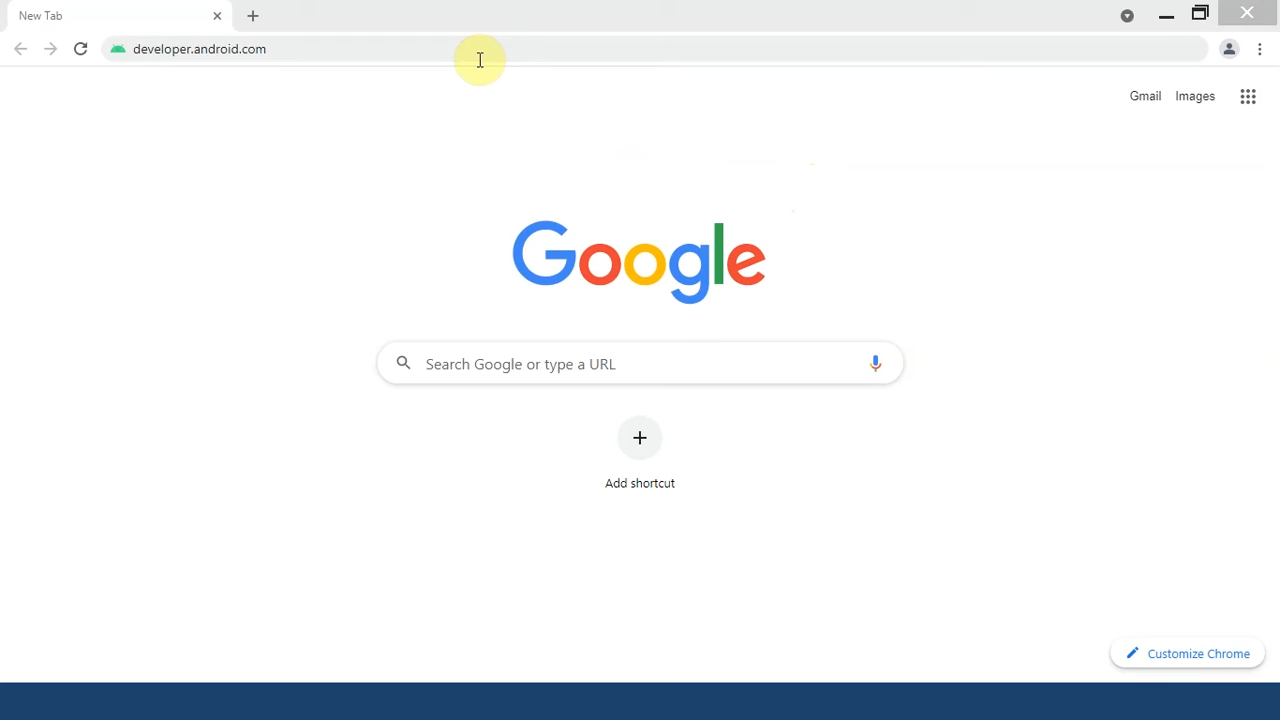 New Tab
developer.android.com
Gmail Images
Google
Search Google or type a URL
Add shortcut
Customize Chrome